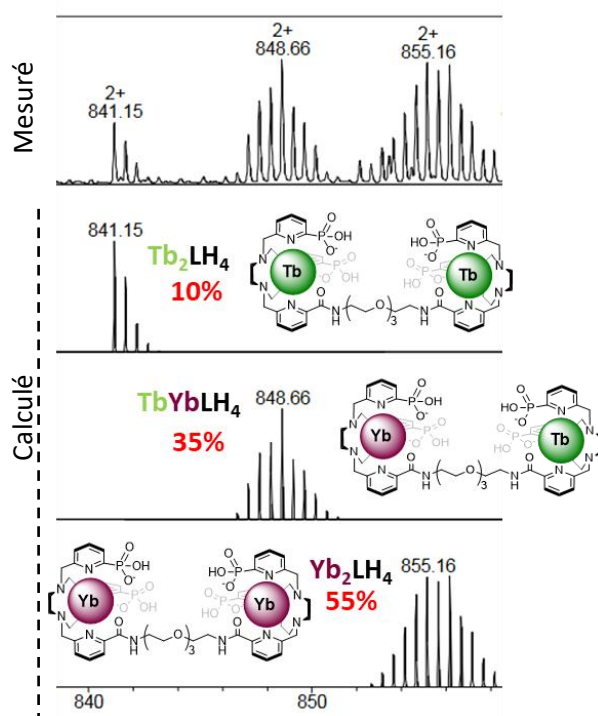 Mesuré
2+
841.15
2+
848.66
2+
855.16
Calculé
841.15
Tb₂LH₄
10%
N
O
P
OH
O⁻
HO
Tb
N
H
O
3
Tb
TbYbLH₄
848.66
35%
Yb
Tb
Yb
Yb
Yb₂LH₄
55%
855.16
840
850